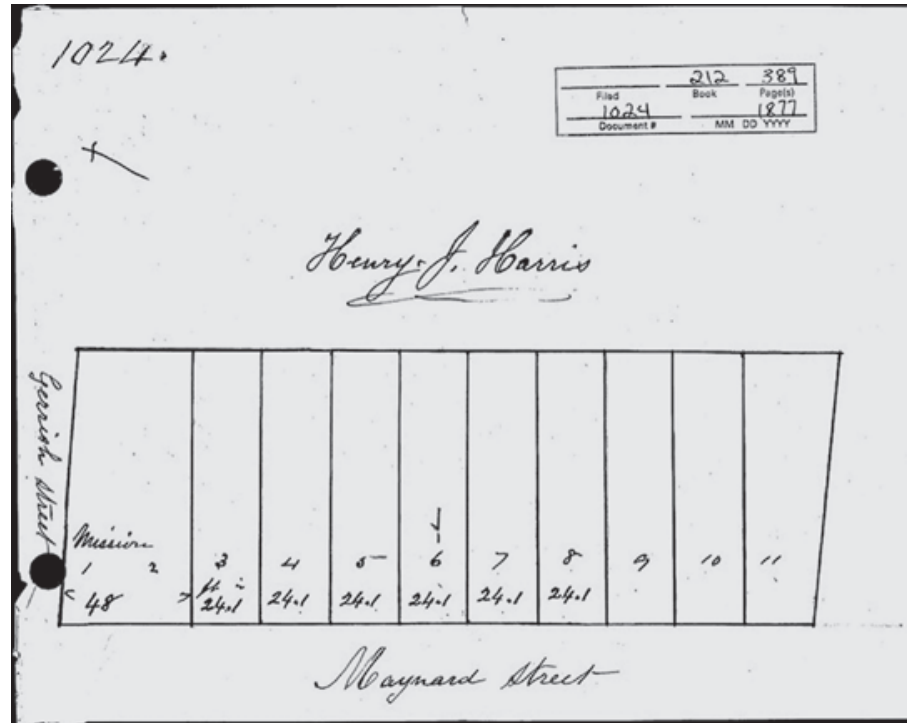 1024.
212 389
Filed Book Page(s)
1024 1877
Document # MM DD YYYY
Henry J. Harris
Gerrish Street
Mission
1 2 3 4 5 6 7 8 9 10 11
ft in
48 24.1 24.1 24.1 24.1 24.1 24.1
Maynard Street